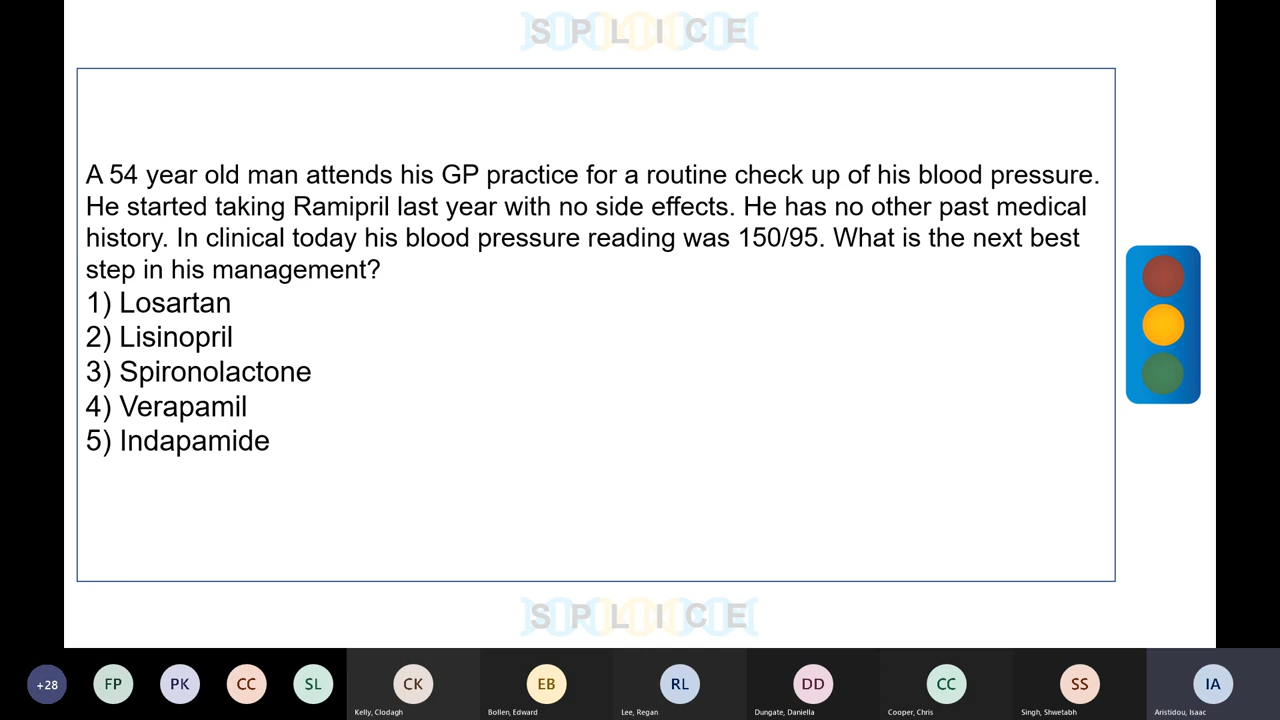 S P L I C E
A 54 year old man attends his GP practice for a routine check up of his blood pressure.
He started taking Ramipril last year with no side effects. He has no other past medical
history. In clinical today his blood pressure reading was 150/95. What is the next best
step in his management?
1) Losartan
2) Lisinopril
3) Spironolactone
4) Verapamil
5) Indapamide
S P L I C E
+28 FP PK CC SL CK EB RL DD CC SS IA
Kelly, Clodagh Bollen, Edward Lee, Regan Dungate, Daniella Cooper, Chris Singh, Shwetabh Aristidou, Isaac